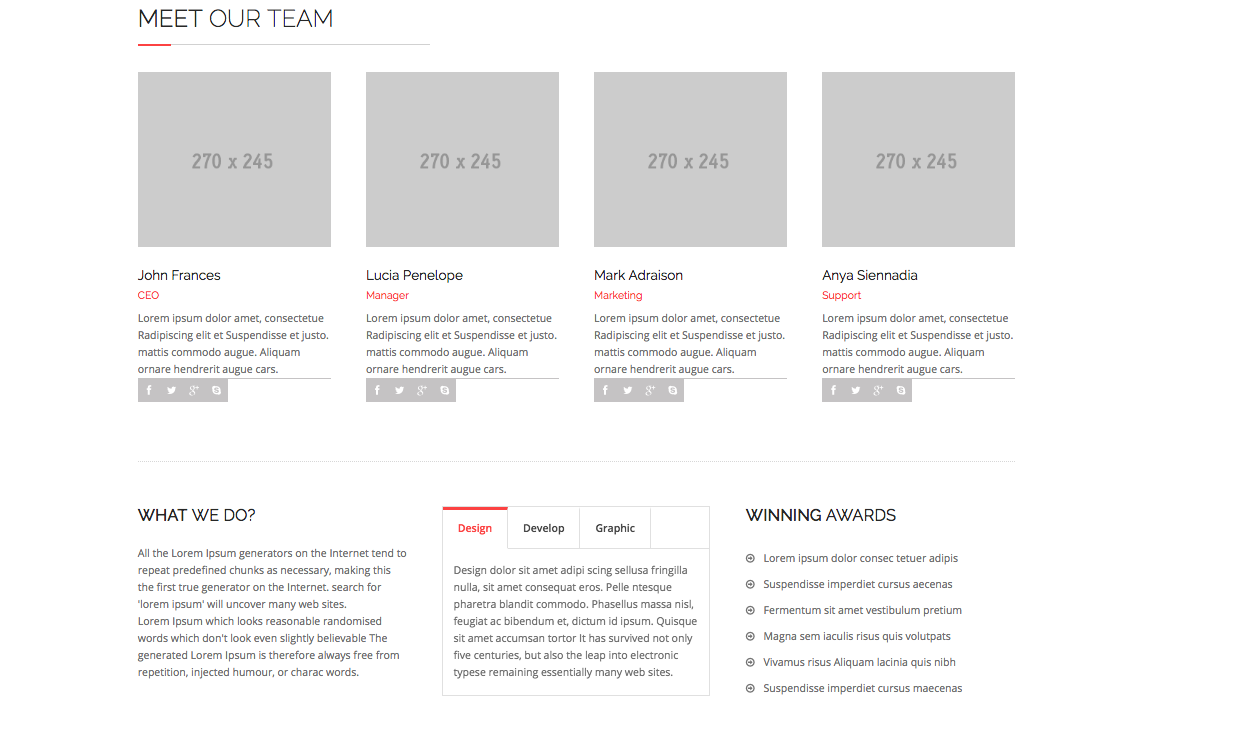 MEET OUR TEAM
270 x 245
270 x 245
270 x 245
270 x 245
John Frances
CEO
Lorem ipsum dolor amet, consectetue
Radipiscing elit et Suspendisse et justo.
mattis commodo augue. Aliquam
ornare hendrerit augue cars.
Lucia Penelope
Manager
Lorem ipsum dolor amet, consectetue
Radipiscing elit et Suspendisse et justo.
mattis commodo augue. Aliquam
ornare hendrerit augue cars.
Mark Adraison
Marketing
Lorem ipsum dolor amet, consectetue
Radipiscing elit et Suspendisse et justo.
mattis commodo augue. Aliquam
ornare hendrerit augue cars.
Anya Siennadia
Support
Lorem ipsum dolor amet, consectetue
Radipiscing elit et Suspendisse et justo.
mattis commodo augue. Aliquam
ornare hendrerit augue cars.
WHAT WE DO?
All the Lorem Ipsum generators on the Internet tend to
repeat predefined chunks as necessary, making this
the first true generator on the Internet. search for
'lorem ipsum' will uncover many web sites.
Lorem Ipsum which looks reasonable randomised
words which don't look even slightly believable The
generated Lorem Ipsum is therefore always free from
repetition, injected humour, or charac words.
Design Develop Graphic
Design dolor sit amet adipi scing sellusa fringilla
nulla, sit amet consequat eros. Pelle ntesque
pharetra blandit commodo. Phasellus massa nisl,
feugiat ac bibendum et, dictum id ipsum. Quisque
sit amet accumsan tortor It has survived not only
five centuries, but also the leap into electronic
typese remaining essentially many web sites.
WINNING AWARDS
Lorem ipsum dolor consec tetuer adipis
Suspendisse imperdiet cursus aecenas
Fermentum sit amet vestibulum pretium
Magna sem iaculis risus quis volutpats
Vivamus risus Aliquam lacinia quis nibh
Suspendisse imperdiet cursus maecenas